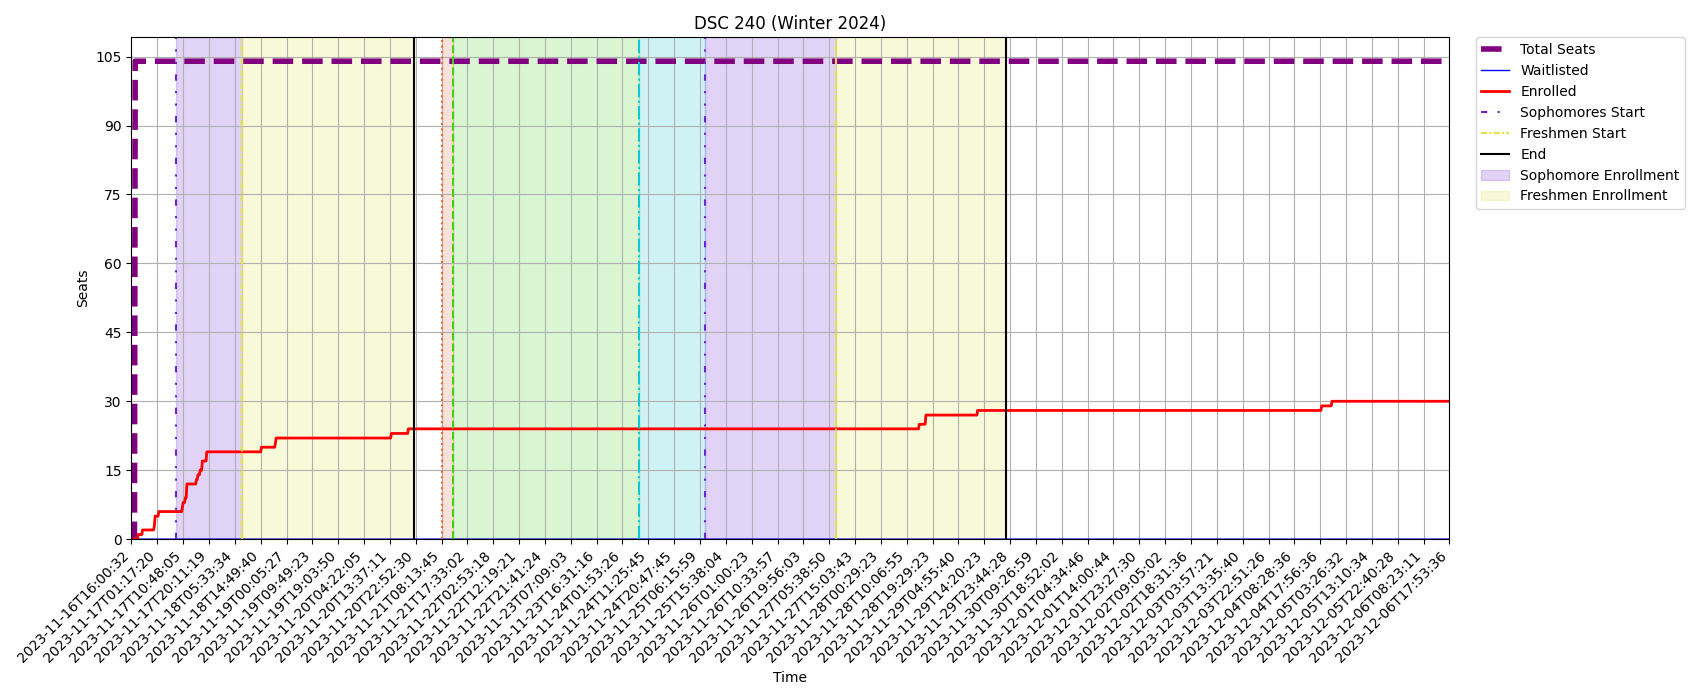 DSC 240 (Winter 2024)
105
90
75
60
45
30
15
0
Seats
2023-11-16T16:00:32
2023-11-17T01:17:20
2023-11-17T10:48:05
2023-11-17T20:11:19
2023-11-18T05:33:34
2023-11-18T14:49:40
2023-11-19T00:05:27
2023-11-19T09:49:23
2023-11-19T19:03:50
2023-11-20T04:22:05
2023-11-20T13:37:11
2023-11-20T22:52:30
2023-11-21T08:13:45
2023-11-21T17:33:02
2023-11-22T02:53:18
2023-11-22T12:19:21
2023-11-22T21:41:24
2023-11-23T07:09:03
2023-11-23T16:31:16
2023-11-24T01:53:26
2023-11-24T11:25:45
2023-11-24T20:47:45
2023-11-25T06:15:59
2023-11-25T15:38:04
2023-11-26T01:00:23
2023-11-26T10:33:57
2023-11-26T19:56:03
2023-11-27T05:38:50
2023-11-27T15:03:43
2023-11-28T00:29:23
2023-11-28T10:06:55
2023-11-28T19:29:23
2023-11-29T04:55:40
2023-11-29T14:20:23
2023-11-29T23:44:28
2023-11-30T09:26:59
2023-11-30T18:52:02
2023-12-01T04:34:46
2023-12-01T14:00:44
2023-12-01T23:27:30
2023-12-02T09:05:02
2023-12-02T18:31:36
2023-12-03T03:57:21
2023-12-03T13:35:40
2023-12-03T22:51:26
2023-12-04T08:28:36
2023-12-04T17:56:36
2023-12-05T03:26:32
2023-12-05T13:10:34
2023-12-05T22:40:28
2023-12-06T08:23:11
2023-12-06T17:53:36
Time
Total Seats
Waitlisted
Enrolled
Sophomores Start
Freshmen Start
End
Sophomore Enrollment
Freshmen Enrollment